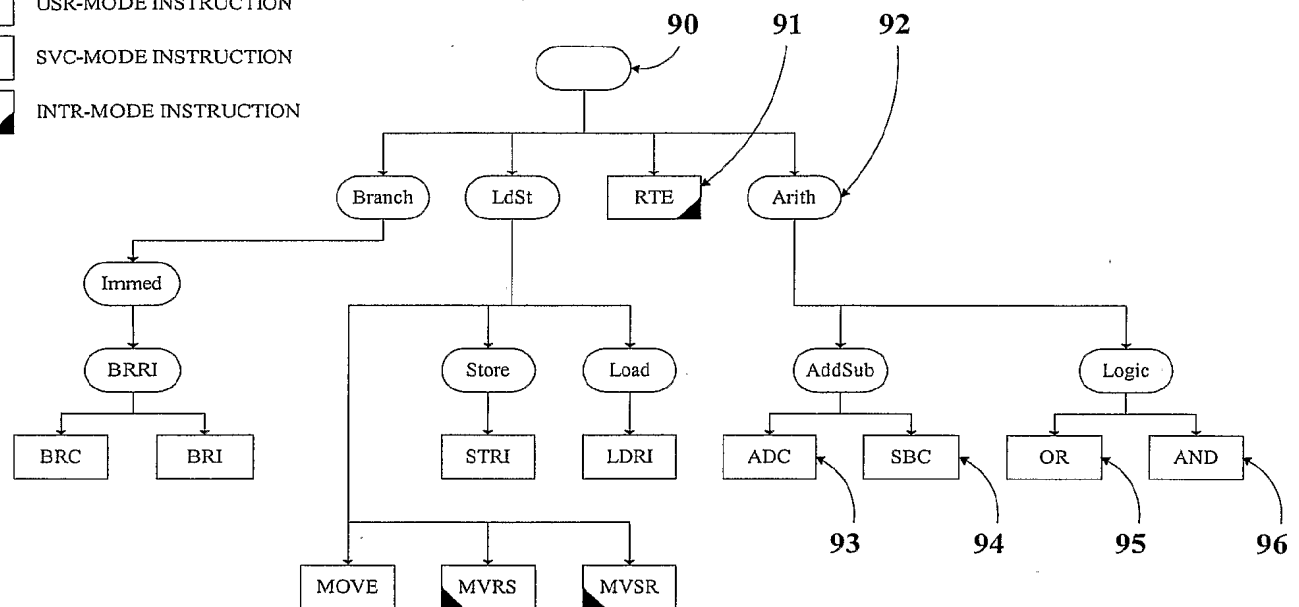 USR-MODE INSTRUCTION
SVC-MODE INSTRUCTION
INTR-MODE INSTRUCTION
90 91 92
Branch LdSt RTE Arith
Immed
BRRI Store Load AddSub Logic
BRC BRI STRI LDRI ADC SBC OR AND
93 94 95 96
MOVE MVRS MVSR